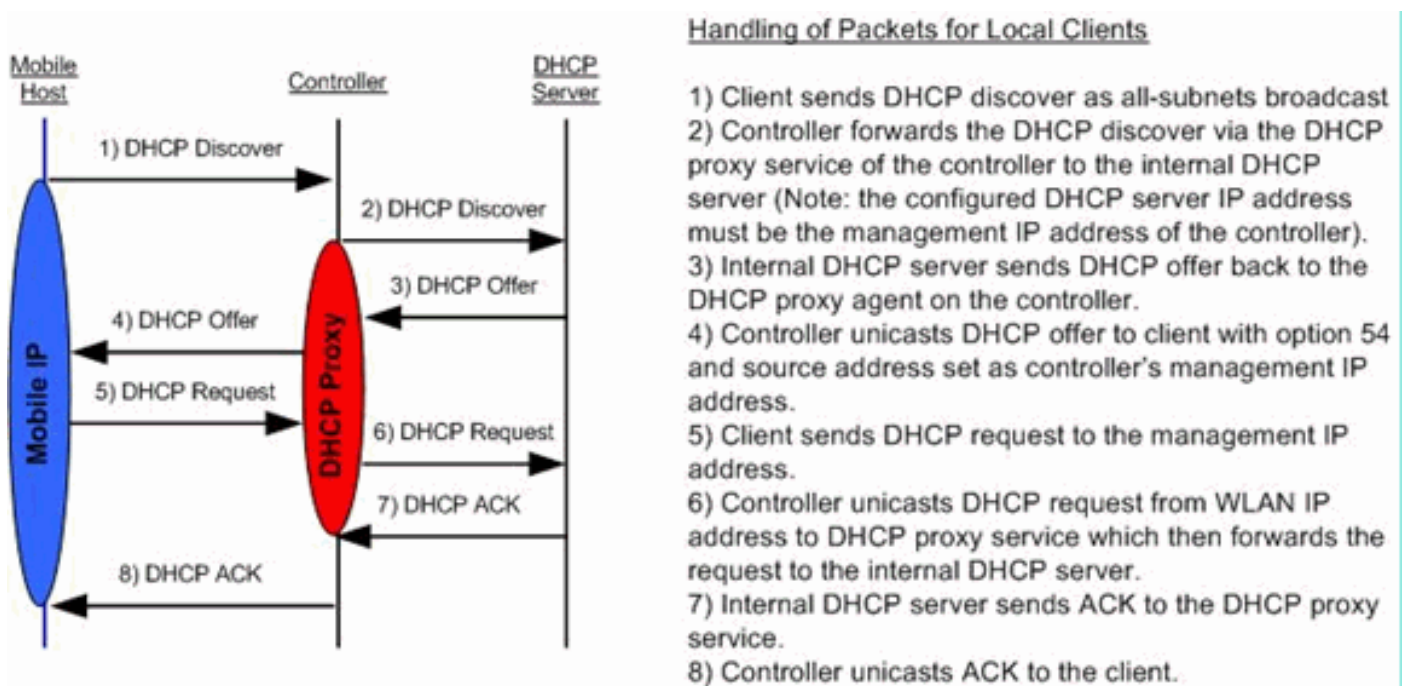 Mobile
Host
Controller
DHCP
Server
1) DHCP Discover
2) DHCP Discover
3) DHCP Offer
4) DHCP Offer
5) DHCP Request
6) DHCP Request
7) DHCP ACK
8) DHCP ACK
Mobile IP
DHCP Proxy
Handling of Packets for Local Clients
1) Client sends DHCP discover as all-subnets broadcast
2) Controller forwards the DHCP discover via the DHCP
proxy service of the controller to the internal DHCP
server (Note: the configured DHCP server IP address
must be the management IP address of the controller).
3) Internal DHCP server sends DHCP offer back to the
DHCP proxy agent on the controller.
4) Controller unicasts DHCP offer to client with option 54
and source address set as controller's management IP
address.
5) Client sends DHCP request to the management IP
address.
6) Controller unicasts DHCP request from WLAN IP
address to DHCP proxy service which then forwards the
request to the internal DHCP server.
7) Internal DHCP server sends ACK to the DHCP proxy
service.
8) Controller unicasts ACK to the client.